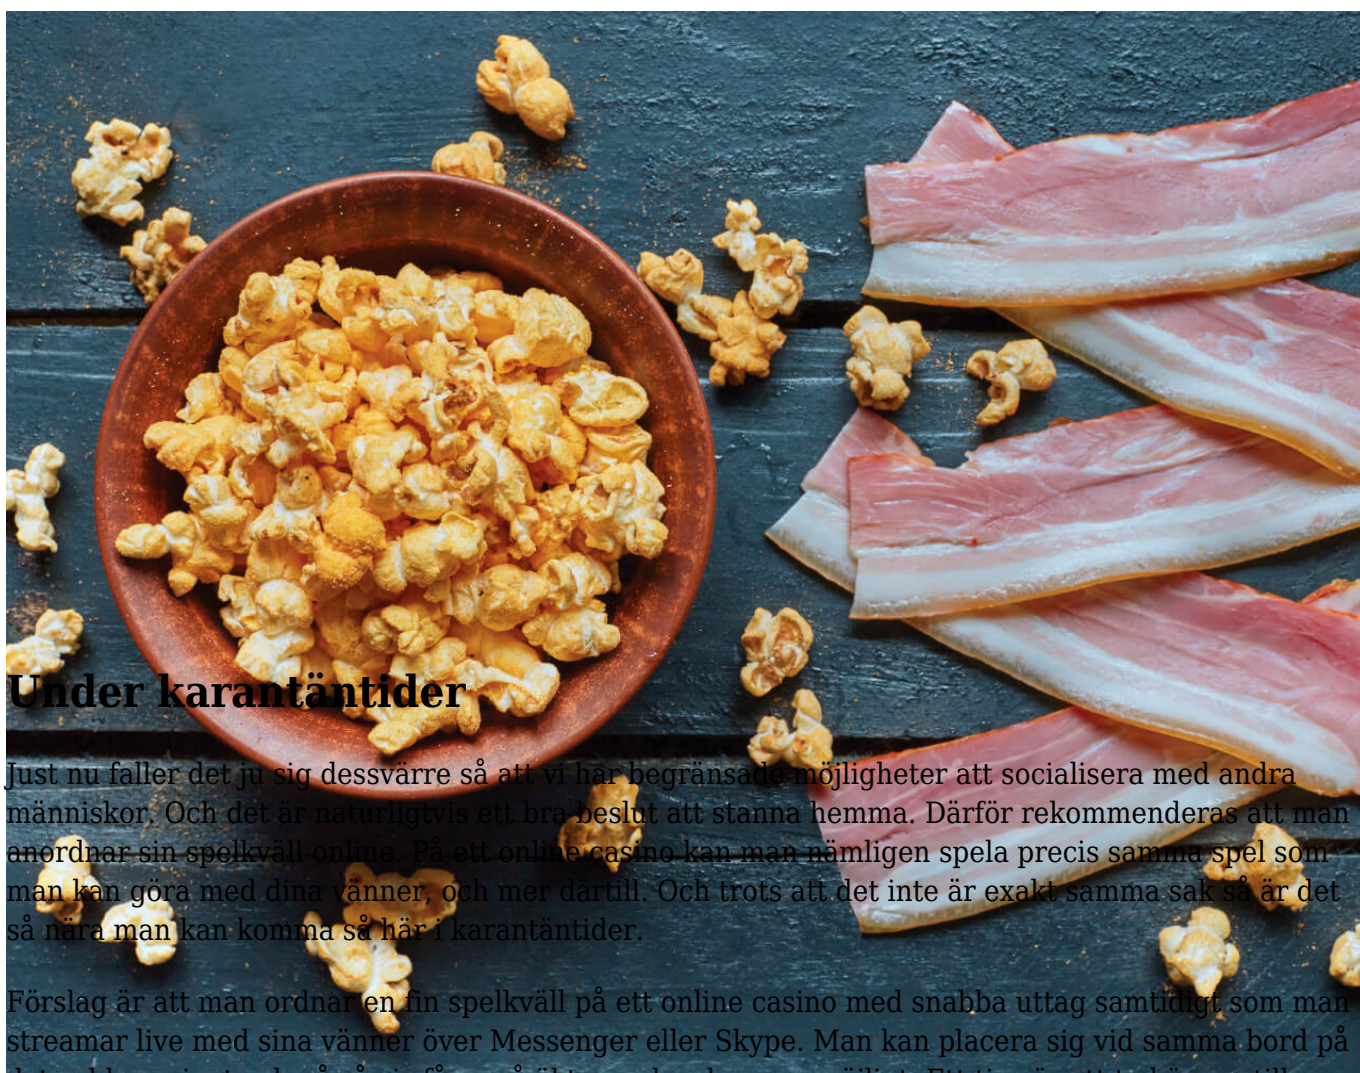 Under karantäntider
Just nu faller det ju sig dessvärre så att vi har begränsade möjligheter att socialisera med andra
människor. Och det är naturligtvis ett bra beslut att stanna hemma. Därför rekommenderas att man
anordnar sin spelkväll online. På ett online casino kan man nämligen spela precis samma spel som
man kan göra med dina vänner, och mer därtill. Och trots att det inte är exakt samma sak så är det
så nära man kan komma så här i karantäntider.
Förslag är att man ordnar en fin spelkväll på ett online casino med snabba uttag samtidigt som man
streamar live med sina vänner över Messenger eller Skype. Man kan placera sig vid samma bord på